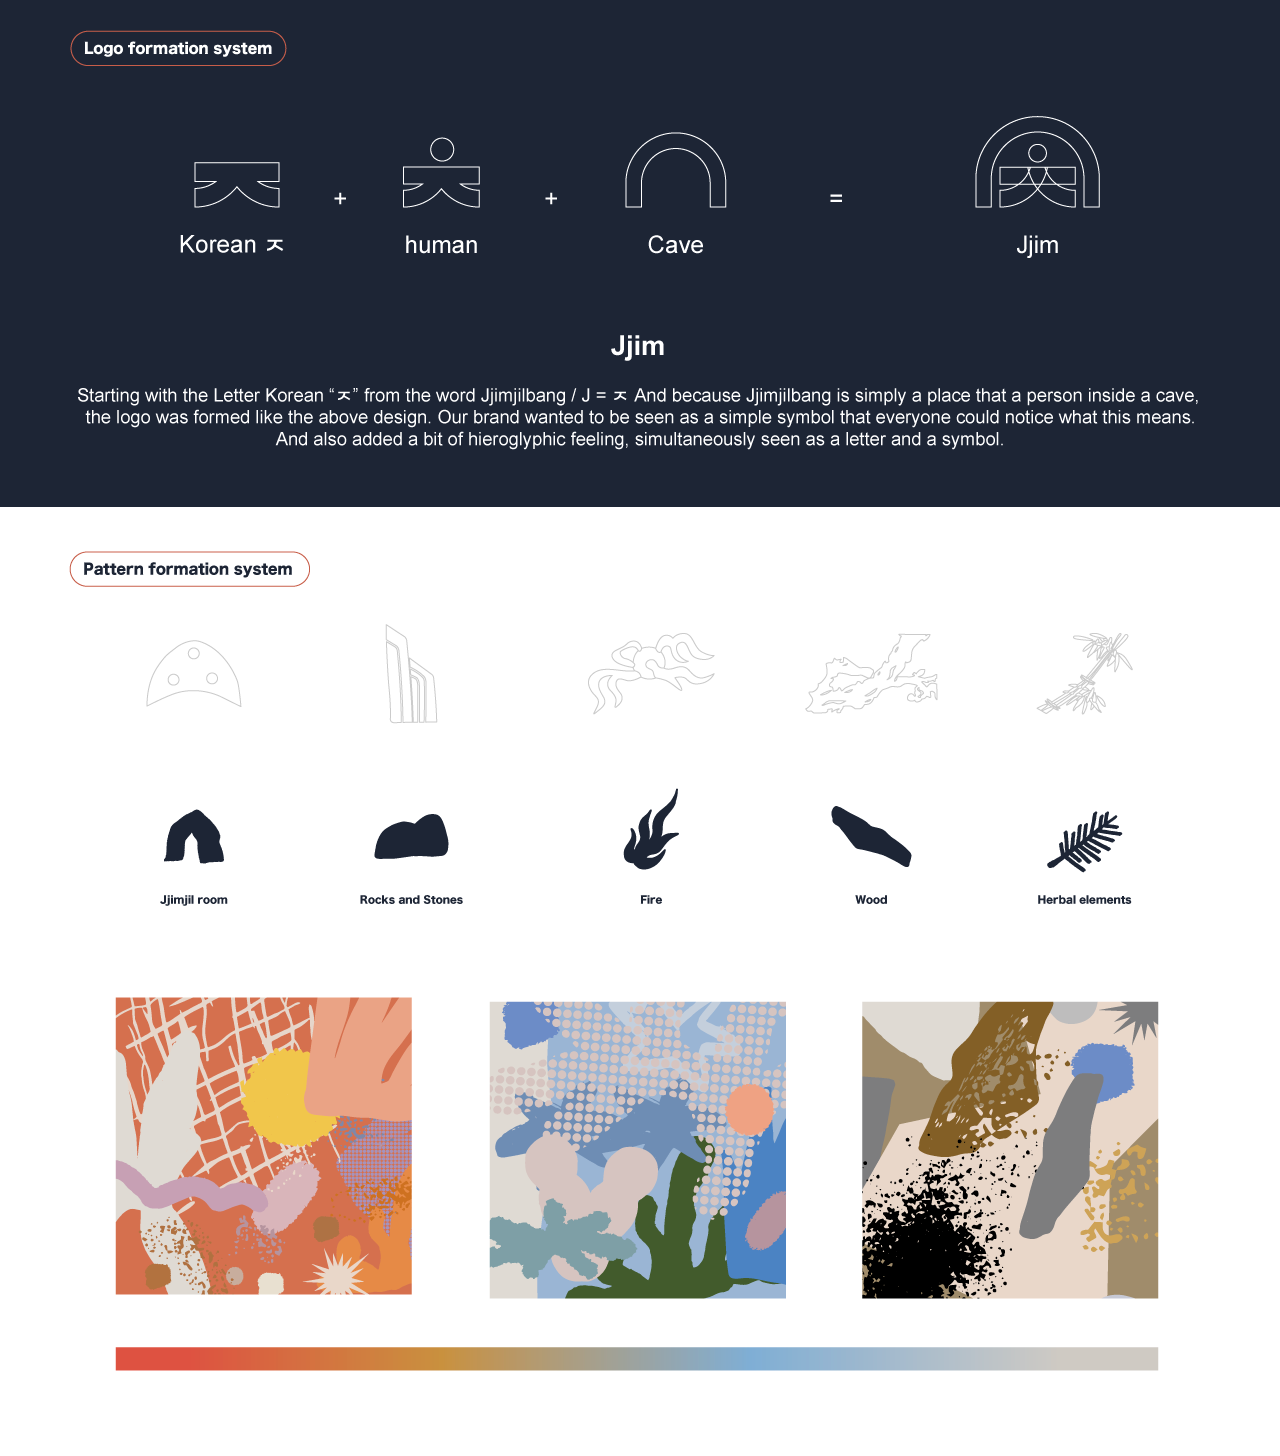 Logo formation system
+ + =
Korean ㅈ human Cave Jjim
Jjim
Starting with the Letter Korean “ㅈ” from the word Jjimjilbang / J = ㅈ And because Jjimjilbang is simply a place that a person inside a cave,
the logo was formed like the above design. Our brand wanted to be seen as a simple symbol that everyone could notice what this means.
And also added a bit of hieroglyphic feeling, simultaneously seen as a letter and a symbol.
Pattern formation system
Jjimjil room Rocks and Stones Fire Wood Herbal elements